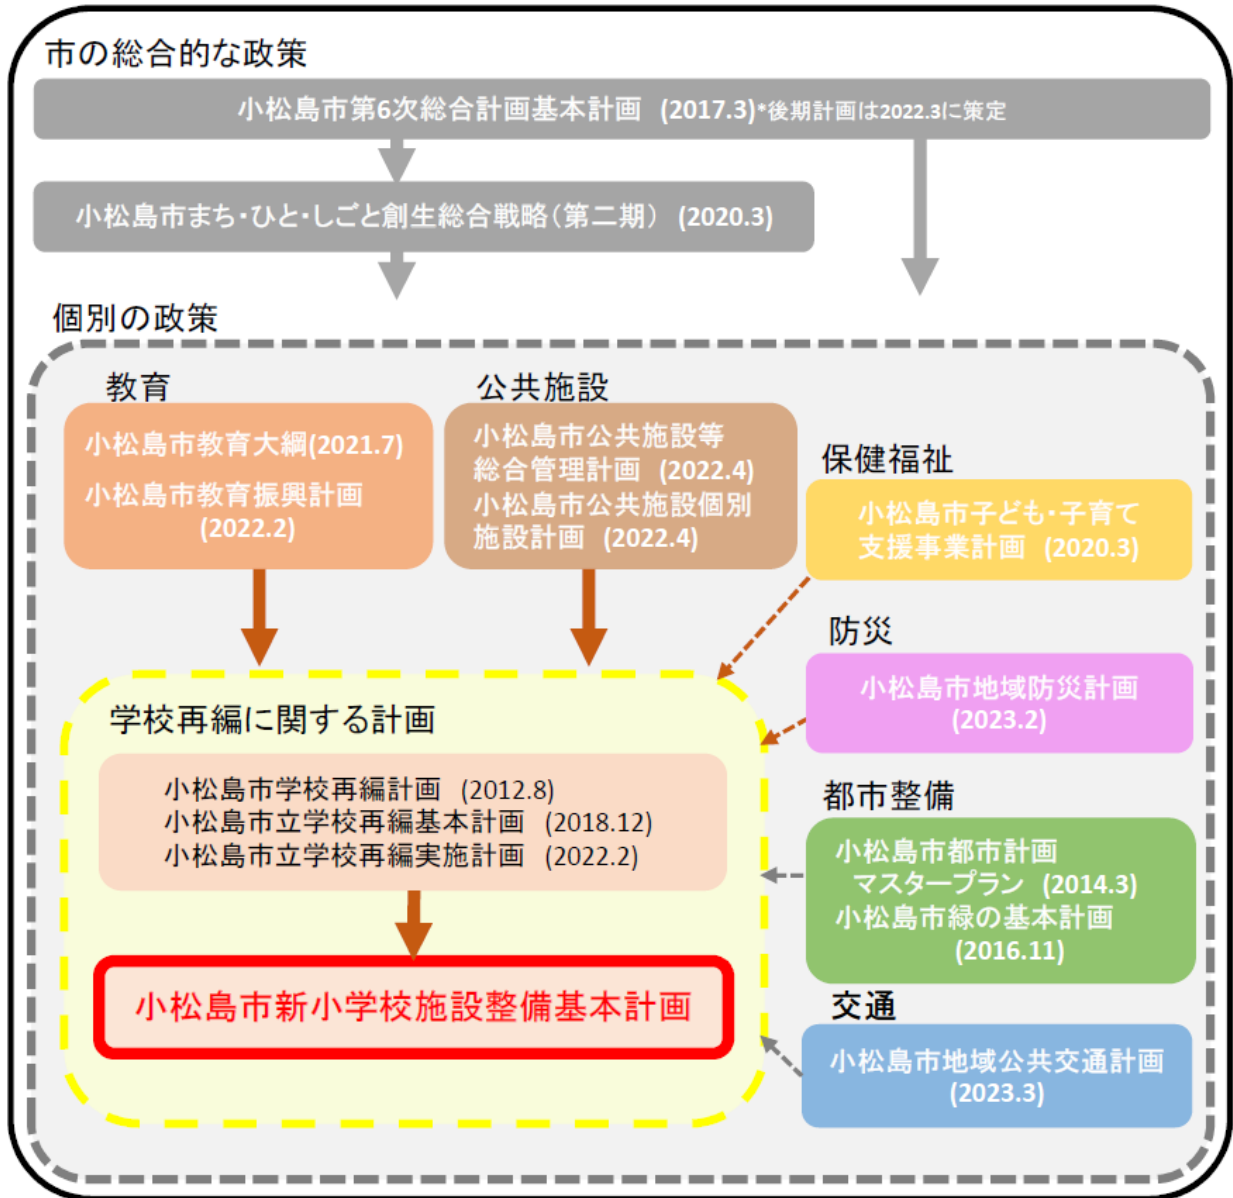 市の総合的な政策
小松島市第6次総合計画基本計画 (2017.3)*後期計画は2022.3に策定
小松島市まち・ひと・しごと創生総合戦略(第二期) (2020.3)
個別の政策
教育
小松島市教育大綱(2021.7)
小松島市教育振興計画
(2022.2)
公共施設
小松島市公共施設等
総合管理計画 (2022.4)
小松島市公共施設個別
施設計画 (2022.4)
保健福祉
小松島市子ども・子育て
支援事業計画 (2020.3)
防災
小松島市地域防災計画
(2023.2)
学校再編に関する計画
小松島市学校再編計画 (2012.8)
小松島市立学校再編基本計画 (2018.12)
小松島市立学校再編実施計画 (2022.2)
小松島市新小学校施設整備基本計画
都市整備
小松島市都市計画
マスタープラン (2014.3)
小松島市緑の基本計画
(2016.11)
交通
小松島市地域公共交通計画
(2023.3)